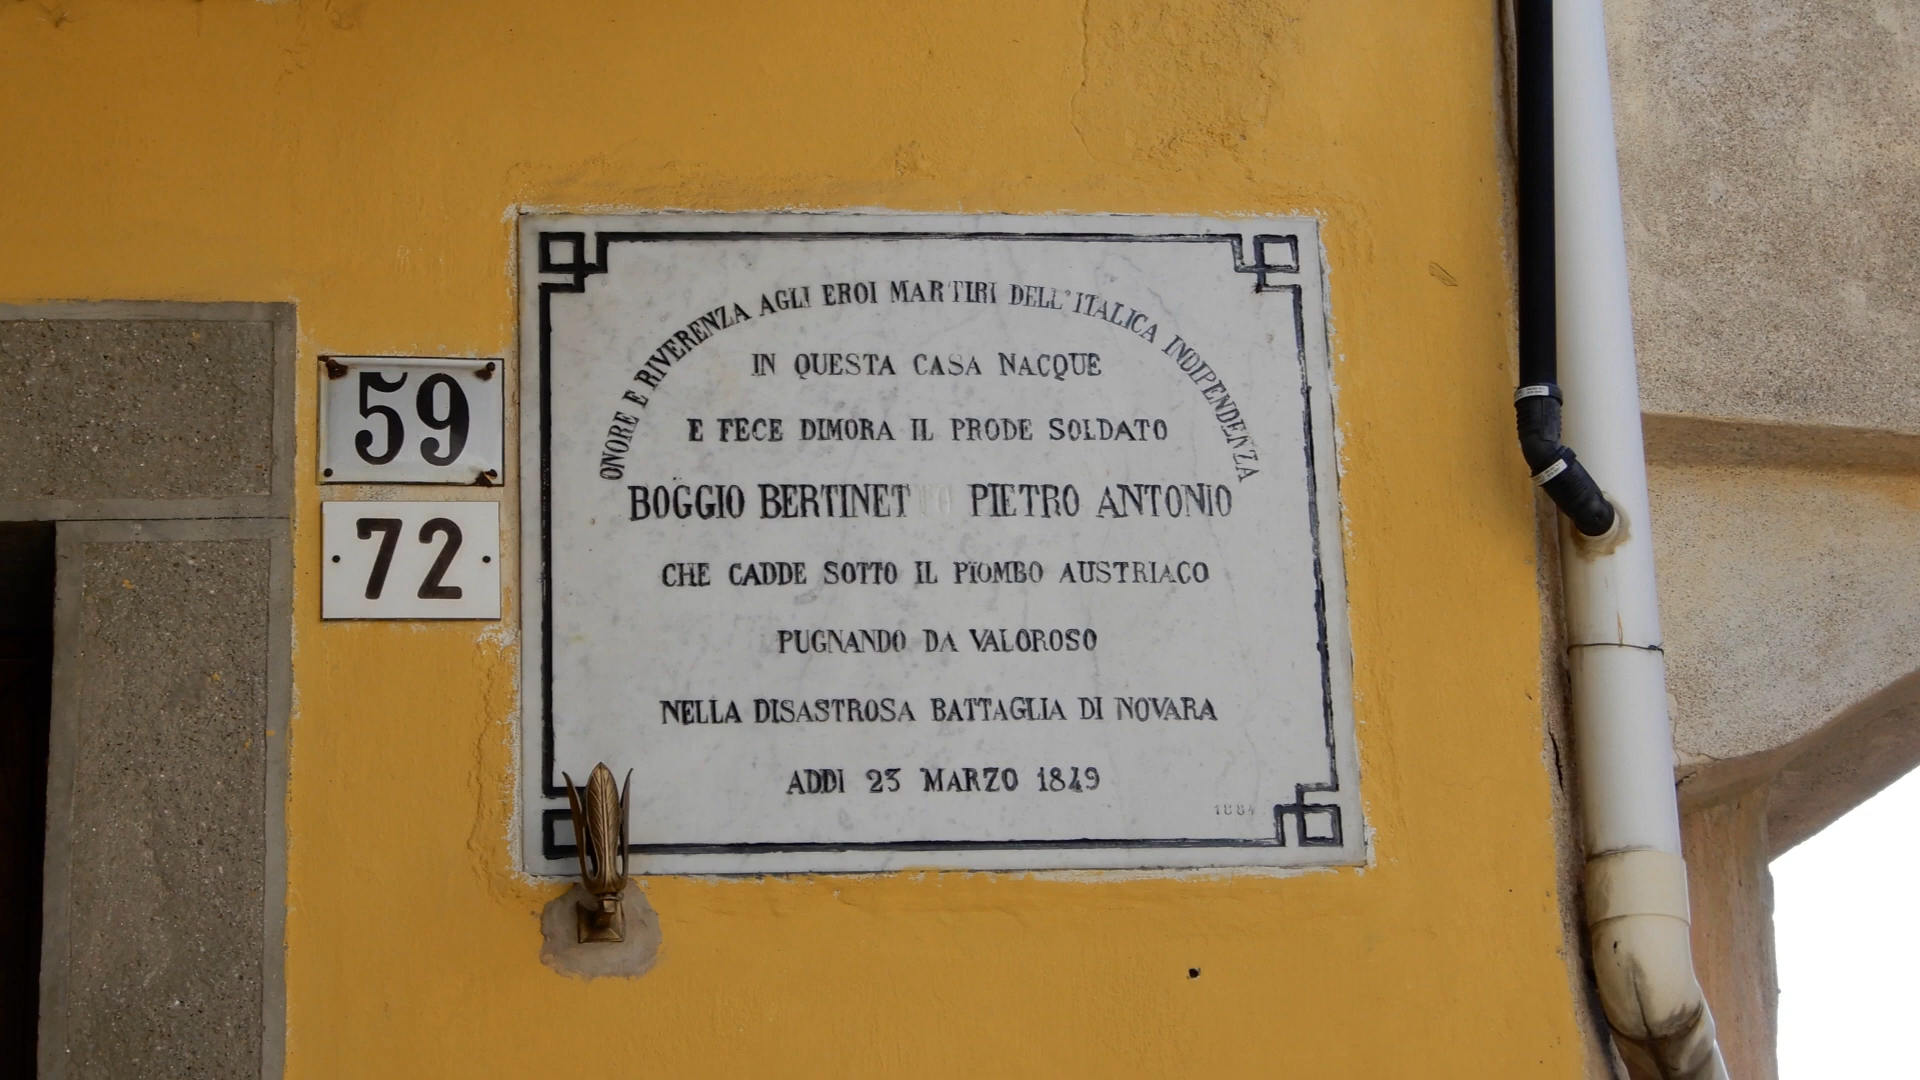 59
72
ONORE E RIVERENZA AGLI EROI MARTIRI DELL'ITALICA INDIPENDENZA
IN QUESTA CASA NACQUE
E FECE DIMORA IL PRODE SOLDATO
BOGGIO BERTINETTO PIETRO ANTONIO
CHE CADDE SOTTO IL PIOMBO AUSTRIACO
PUGNANDO DA VALOROSO
NELLA DISASTROSA BATTAGLIA DI NOVARA
ADDI 23 MARZO 1849
1884